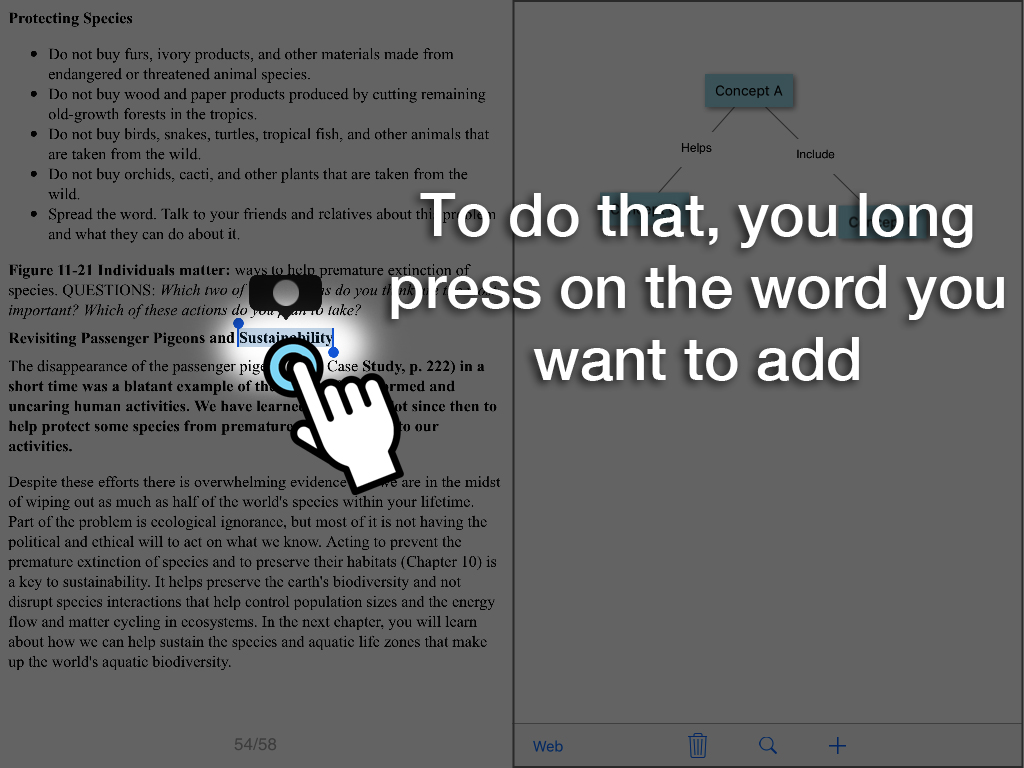 Protecting Species
Do not buy furs, ivory products, and other materials made from
endangered or threatened animal species.
Do not buy wood and paper products produced by cutting remaining
old-growth forests in the tropics.
Do not buy birds, snakes, turtles, tropical fish, and other animals that
are taken from the wild.
Do not buy orchids, cacti, and other plants that are taken from the
wild.
Spread the word. Talk to your friends and relatives about this problem
and what they can do about it.
Figure 11-21 Individuals matter: ways to help premature extinction of
species. QUESTIONS: Which two of do you think are
important? Which of these actions do you plan to take?
Revisiting Passenger Pigeons and Sustainability
The disappearance of the passenger Case Study, p. 222) in a
short time was a blatant example of the
uncaring human activities. We have learned lot since then to
help protect some species from premature to our
activities.
Despite these efforts there is overwhelming evidence we are in the midst
of wiping out as much as half of the world's species within your lifetime.
Part of the problem is ecological ignorance, but most of it is not having the
political and ethical will to act on what we know. Acting to prevent the
premature extinction of species and to preserve their habitats (Chapter 10) is
a key to sustainability. It helps preserve the earth's biodiversity and not
disrupt species interactions that help control population sizes and the energy
flow and matter cycling in ecosystems. In the next chapter, you will learn
about how we can help sustain the species and aquatic life zones that make
up the world's aquatic biodiversity.
54/58
Concept A
Helps
Include
To do that, you long
press on the word you
want to add
Web